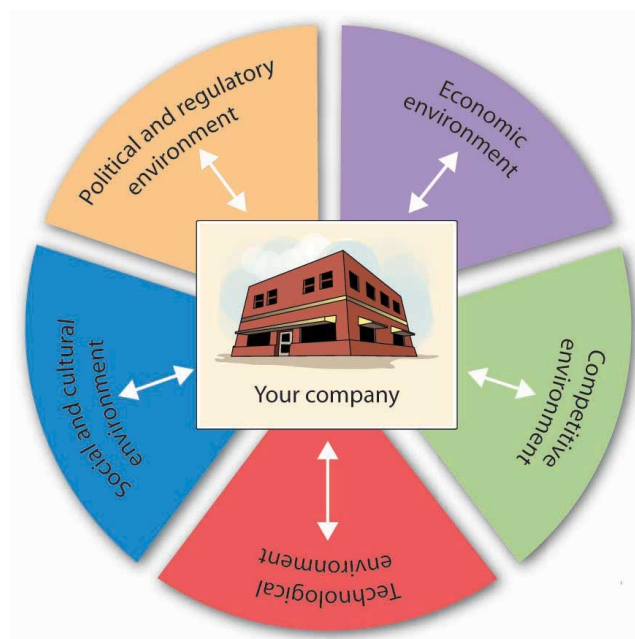 Political and regulatory
environment
Economic
environment
Competitive
environment
Technological
environment
Social and cultural
environment
Your company